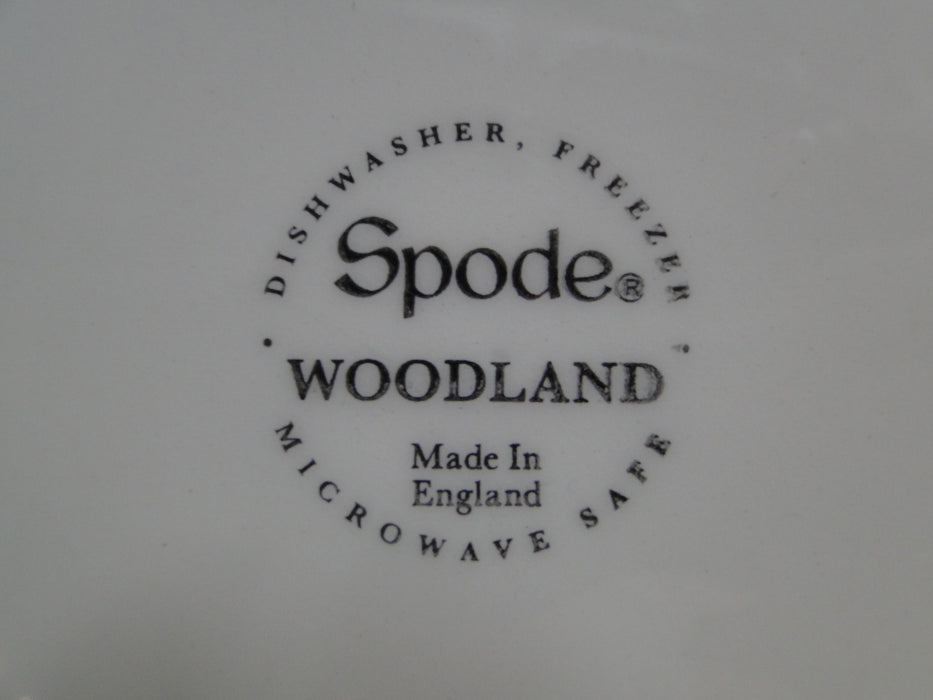 • DISHWASHER, FREEZER •
Spode®
WOODLAND
Made In
England
MICROWAVE SAFE